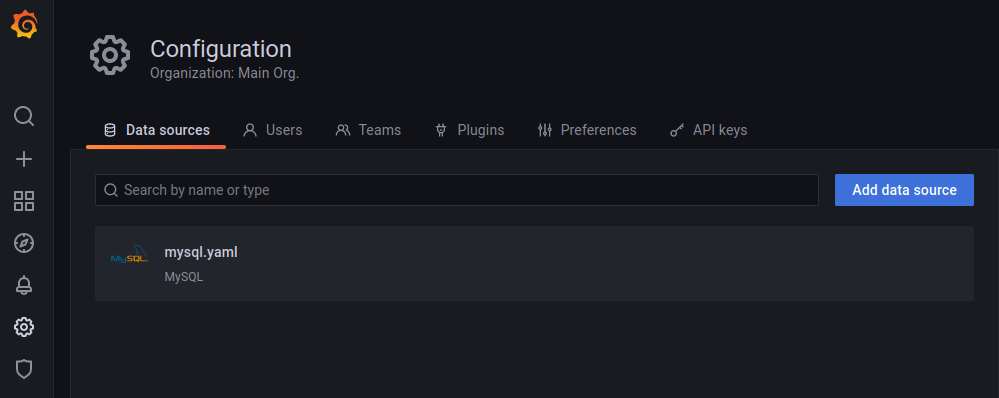 Configuration
Organization: Main Org.
Data sources Users Teams Plugins Preferences API keys
Search by name or type Add data source
MySQL. mysql.yaml
MySQL